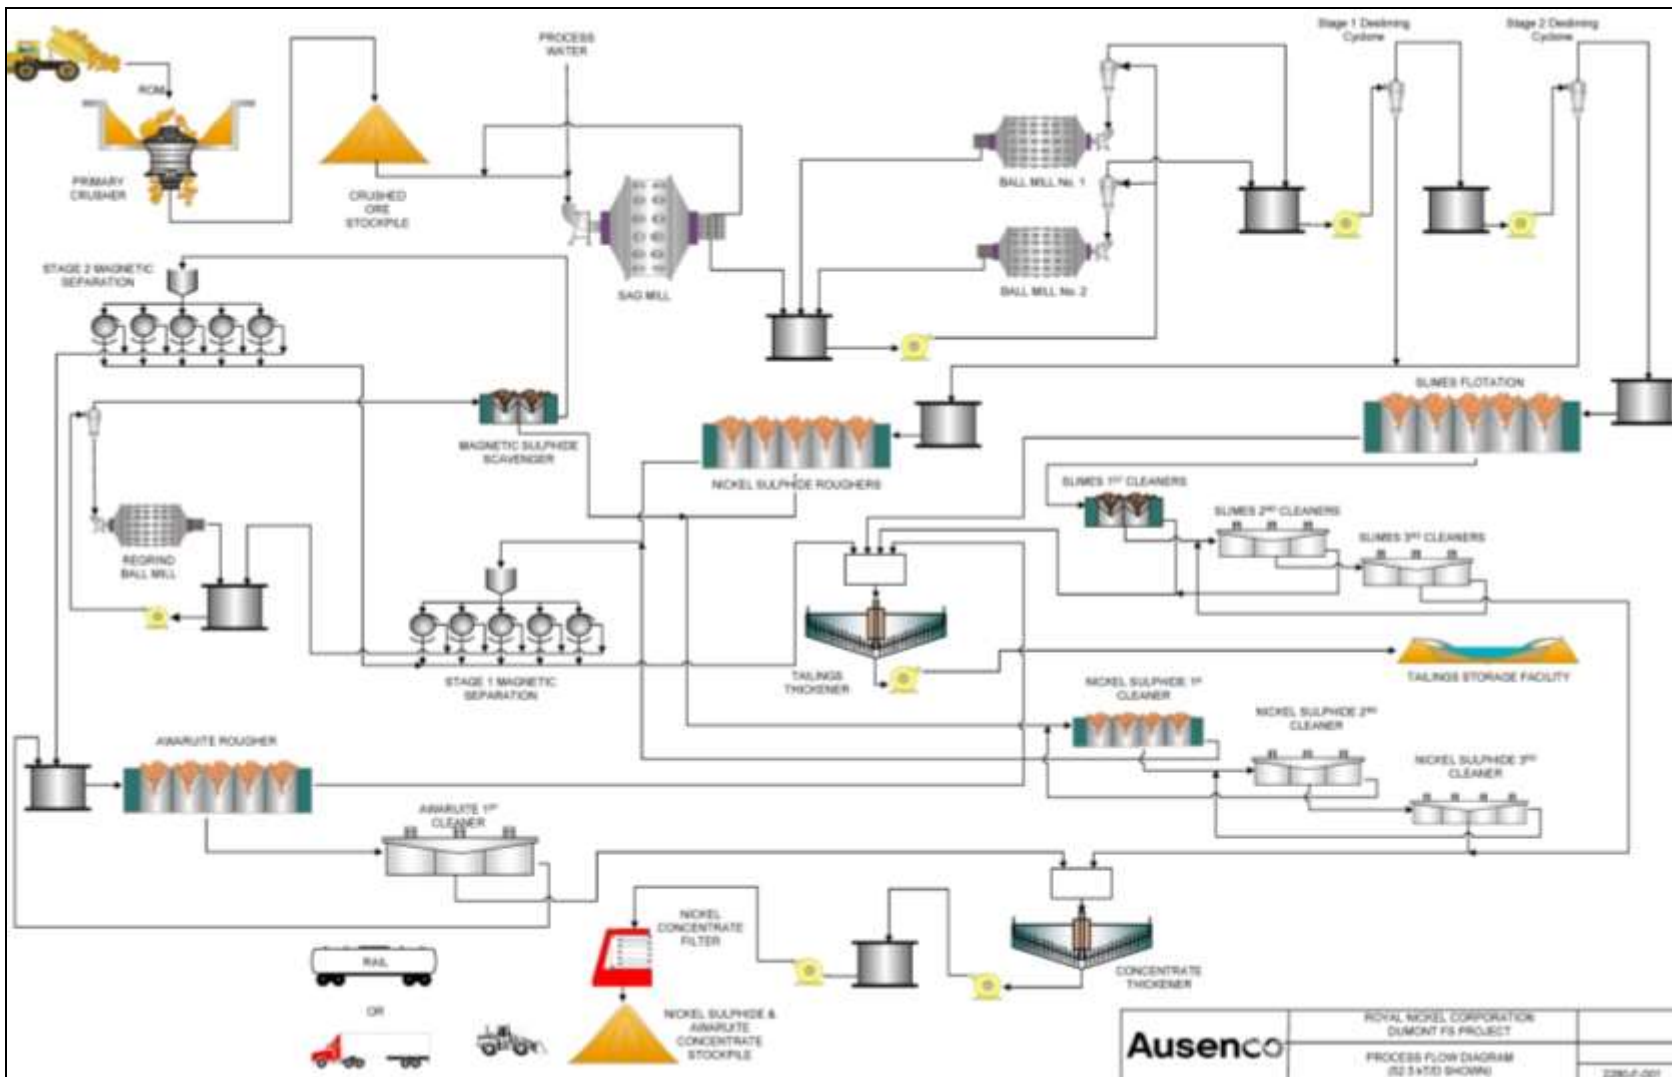 Stage 1 Desliming
Cyclone
Stage 2 Desliming
Cyclone
PROCESS
WATER
ROM
PRIMARY
CRUSHER
CRUSHED
ORE
STOCKPILE
BALL MILL No. 1
BALL MILL No. 2
SAG MILL
STAGE 2 MAGNETIC
SEPARATION
MAGNETIC SULPHIDE
SCAVENGER
NICKEL SULPHIDE ROUGHERS
SLIMES FLOTATION
SLIMES 1ST CLEANERS
SLIMES 2ND CLEANERS
SLIMES 3RD CLEANERS
REGRIND
BALL MILL
STAGE 1 MAGNETIC
SEPARATION
TAILINGS
THICKENER
TAILINGS STORAGE FACILITY
NICKEL SULPHIDE 1st
CLEANER
NICKEL SULPHIDE 2ND
CLEANER
NICKEL SULPHIDE 3RD
CLEANER
AWARUITE ROUGHER
AWARUITE 1ST
CLEANER
NICKEL
CONCENTRATE
FILTER
CONCENTRATE
THICKENER
RAIL
OR
NICKEL SULPHIDE &
AWARUITE
CONCENTRATE
STOCKPILE
Ausenco
ROYAL NICKEL CORPORATION
DUMONT FS PROJECT
PROCESS FLOW DIAGRAM
(52.5 kT/D SHOWN)